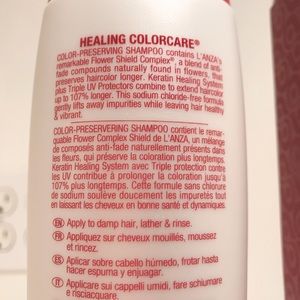 HEALING COLORCARE®
COLOR-PRESERVING SHAMPOO contains L'ANZA's
remarkable Flower Shield Complex®, a blend of anti-
fade compounds naturally found in flowers, that
preserves haircolor longer. Keratin Healing System
plus Triple UV Protectors combine to extend haircolor
up to 107% longer. This sodium chloride-free formula
gently lifts away impurities while leaving hair healthy
& vibrant.
COLOR-PRESERVERING SHAMPOO contient le remar-
quable Flower Complex Shield de L'ANZA, un mélange
de composés anti-fade naturellement présents dans
les fleurs, qui préserve la coloration plus longtemps.
Keratin Healing System avec Triple protection contre
les UV contribue à prolonger la coloration jusqu'à
107% plus longtemps. Cette formule sans chlorure
de sodium soulève doucement les impuretés tout
en laissant les cheveux en bonne santé et dynamiques.
EN Apply to damp hair, lather & rinse.
FR Appliquez sur cheveux mouillés, moussez
et rincez.
ES Aplicar sobre cabello húmedo, frotar hasta
hacer espuma y enjuagar.
IT Applicare sui capelli umidi, fare schiumare
e risciacquare.